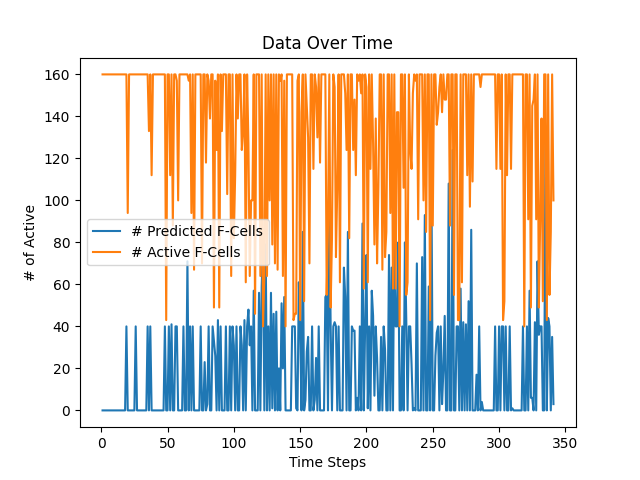 Data Over Time
# of Active
160
140
120
100
80
60
40
20
0
# Predicted F-Cells
# Active F-Cells
0 50 100 150 200 250 300 350
Time Steps